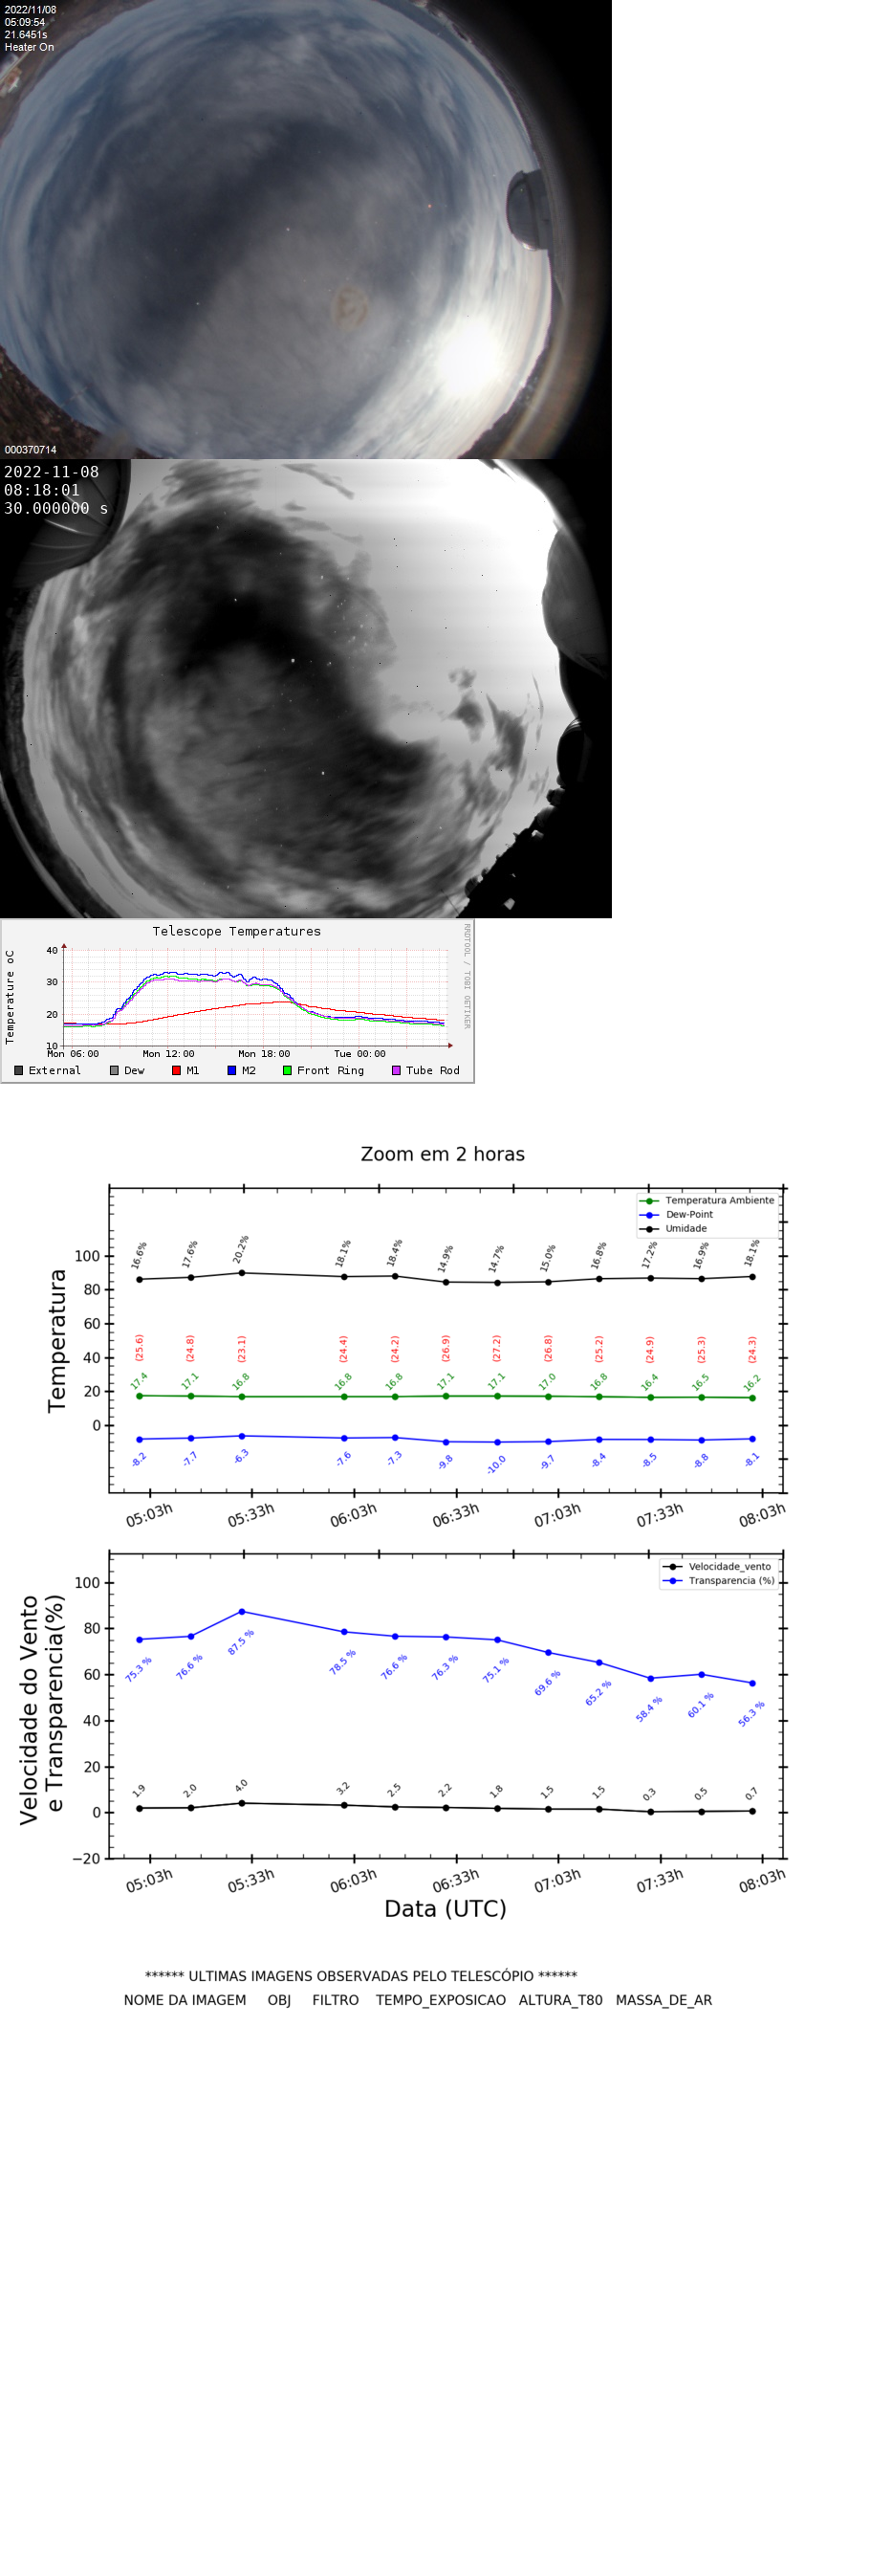 2022/11/08
05:09:54
21.6451s
Heater On
000370714
2022-11-08
08:18:01
30.000000 s
Telescope Temperatures
RRDTOOL / TOBI OETIKER
Temperature oC
40
30
20
10
Mon 06:00 Mon 12:00 Mon 18:00 Tue 00:00
External Dew M1 M2 Front Ring Tube Rod
Zoom em 2 horas
Temperatura Ambiente
Dew-Point
Umidade
Temperatura
100
80
60
40
20
0
16.6% 17.6% 20.2% 18.1% 18.4% 14.9% 14.7% 15.0% 16.8% 17.2% 16.9% 18.1%
(25.6) (24.8) (23.1) (24.4) (24.2) (26.9) (27.2) (26.8) (25.2) (24.9) (25.3) (24.3)
17.4 17.1 16.8 16.8 16.8 17.1 17.1 17.0 16.8 16.4 16.5 16.2
-8.2 -7.7 -6.3 -7.6 -7.3 -9.8 -10.0 -9.7 -8.4 -8.5 -8.8 -8.1
05:03h 05:33h 06:03h 06:33h 07:03h 07:33h 08:03h
Velocidade_vento
Transparencia (%)
Velocidade do Vento
e Transparencia(%)
100
80
60
40
20
0
−20
75.3 % 76.6 % 87.5 % 78.5 % 76.6 % 76.3 % 75.1 % 69.6 % 65.2 % 58.4 % 60.1 % 56.3 %
1.9 2.0 4.0 3.2 2.5 2.2 1.8 1.5 1.5 0.3 0.5 0.7
05:03h 05:33h 06:03h 06:33h 07:03h 07:33h 08:03h
Data (UTC)
****** ULTIMAS IMAGENS OBSERVADAS PELO TELESCÓPIO ******
NOME DA IMAGEM OBJ FILTRO TEMPO_EXPOSICAO ALTURA_T80 MASSA_DE_AR